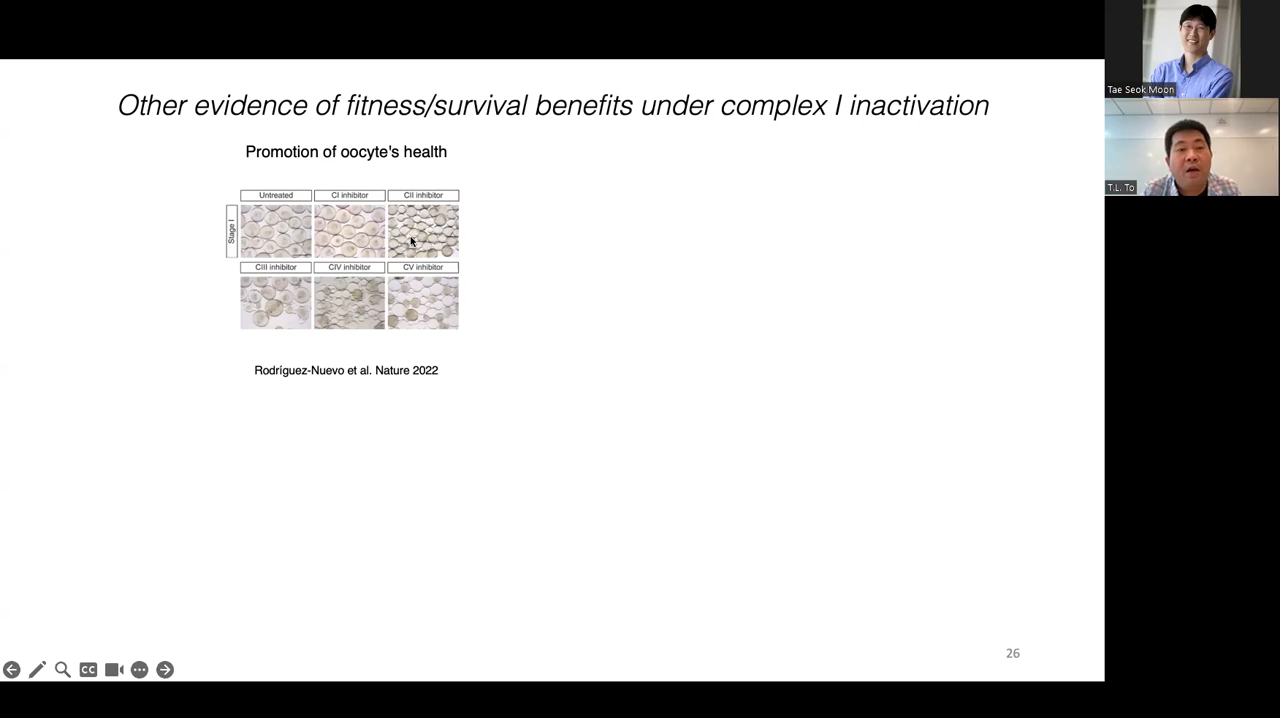 Other evidence of fitness/survival benefits under complex I inactivation
Promotion of oocyte's health
Untreated
CI inhibitor
CII inhibitor
Stage I
CIII inhibitor
CIV inhibitor
CV inhibitor
Rodríguez-Nuevo et al. Nature 2022
26
CC
Tae Seok Moon
T.L. To